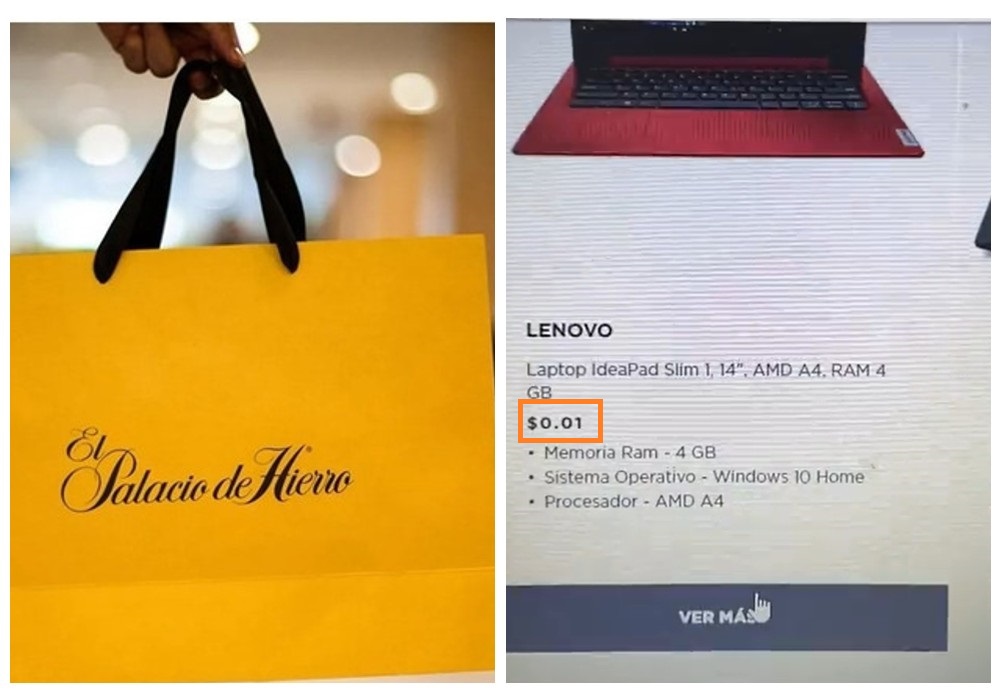 El
Palacio de Hierro®
LENOVO
Laptop IdeaPad Slim 1, 14", AMD A4, RAM 4
GB
$0.01
• Memoria Ram - 4 GB
• Sistema Operativo - Windows 10 Home
• Procesador - AMD A4
VER MÁS